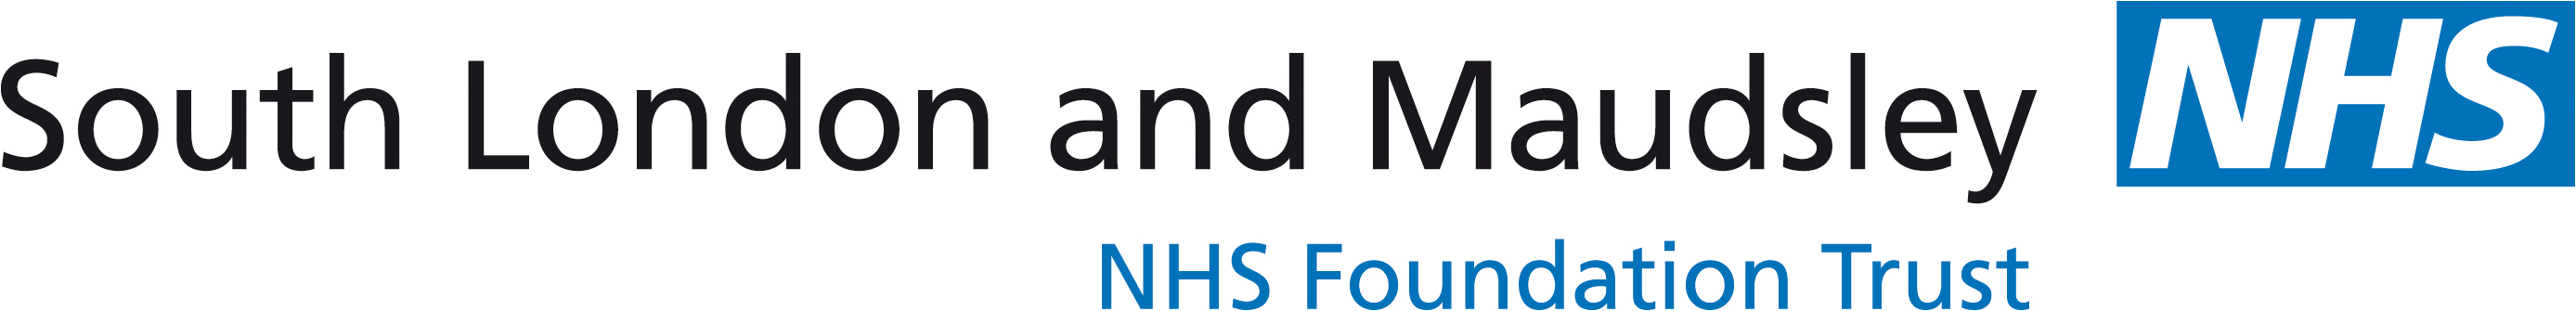 South London and Maudsley NHS
NHS Foundation Trust